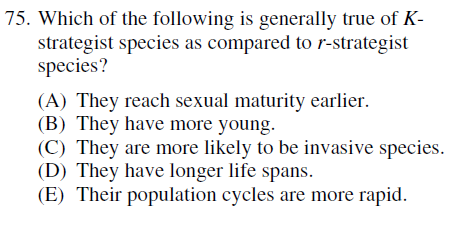 75. Which of the following is generally true of K-
strategist species as compared to r-strategist
species?
(A) They reach sexual maturity earlier.
(B) They have more young.
(C) They are more likely to be invasive species.
(D) They have longer life spans.
(E) Their population cycles are more rapid.